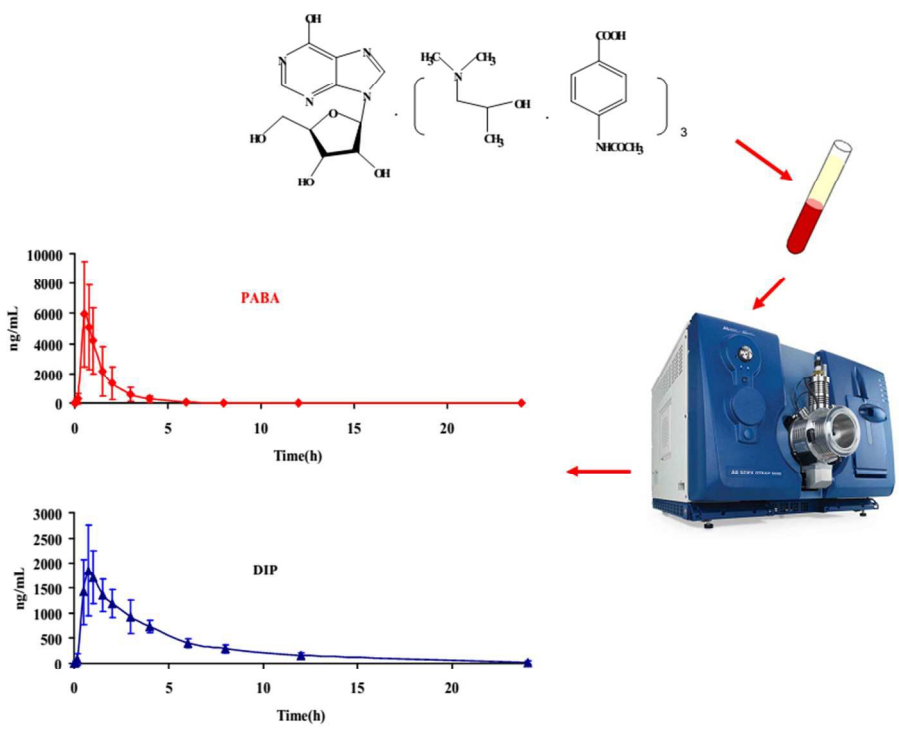 OH
N
N
N
N
O
HO
HO
OH
.
H₃C
CH₃
N
OH
CH₃
.
COOH
NHCOCH₃
3
10000
8000
6000
4000
2000
0
ng/mL
PABA
0
5
10
15
20
Time(h)
3000
2500
2000
1500
1000
500
0
ng/mL
DIP
0
5
10
15
20
Time(h)